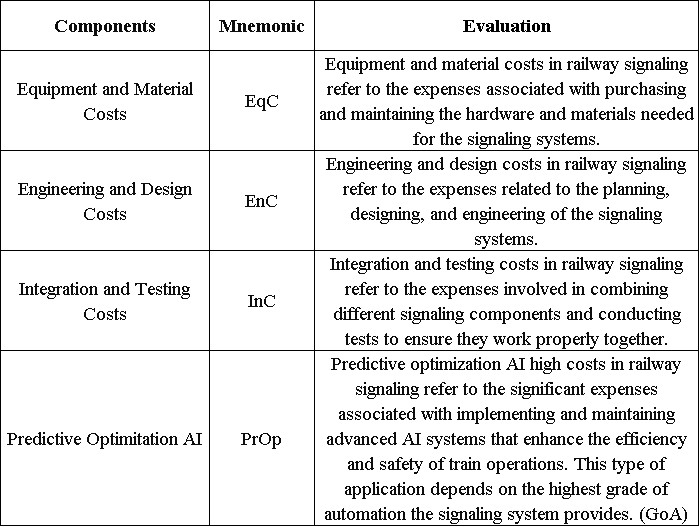 Components Mnemonic Evaluation
Equipment and Material
Costs
EqC
Equipment and material costs in railway signaling
refer to the expenses associated with purchasing
and maintaining the hardware and materials needed
for the signaling systems.
Engineering and Design
Costs
EnC
Engineering and design costs in railway signaling
refer to the expenses related to the planning,
designing, and engineering of the signaling
systems.
Integration and Testing
Costs
InC
Integration and testing costs in railway signaling
refer to the expenses involved in combining
different signaling components and conducting
tests to ensure they work properly together.
Predictive Optimitation AI
PrOp
Predictive optimization AI high costs in railway
signaling refer to the significant expenses
associated with implementing and maintaining
advanced AI systems that enhance the efficiency
and safety of train operations. This type of
application depends on the highest grade of
automation the signaling system provides. (GoA)